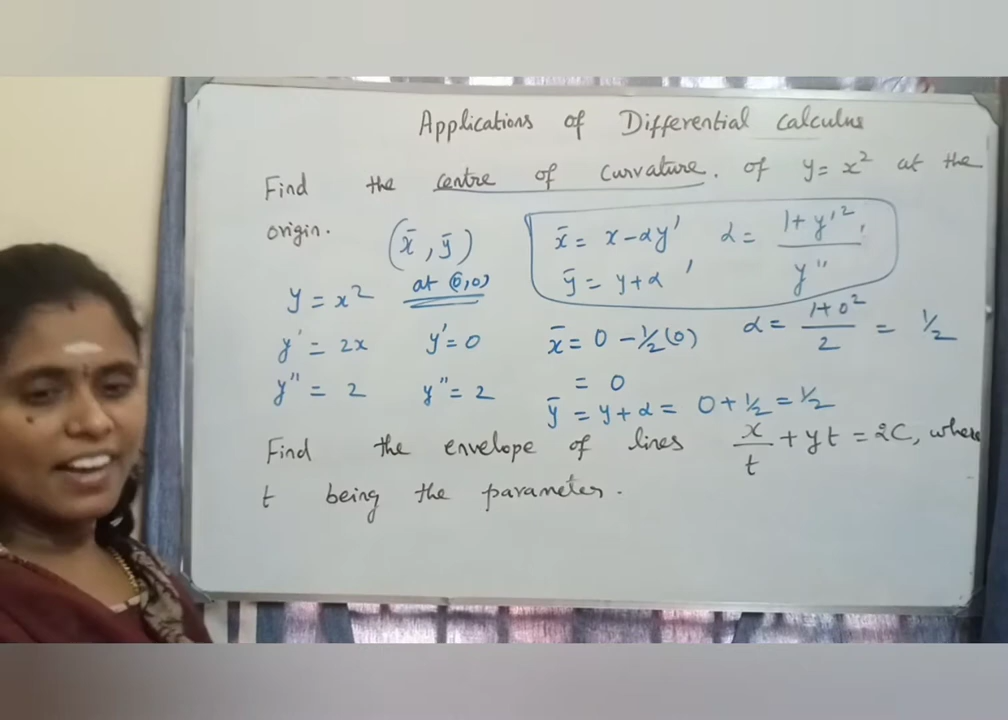 Applications of Differential Calculus
Find the centre of curvature. of y = x² at the
origin. (x̄, ȳ) x̄ = x - αy' α = (1 + y'²)/y''
ȳ = y + α '
y = x² at (0,0)
y' = 2x y' = 0 x̄ = 0 - 1/2(0) α = (1 + 0²)/2 = 1/2
y'' = 2 y'' = 2 = 0
ȳ = y + α = 0 + 1/2 = 1/2
Find the envelope of lines x/t + yt = 2C, where
t being the parameter.